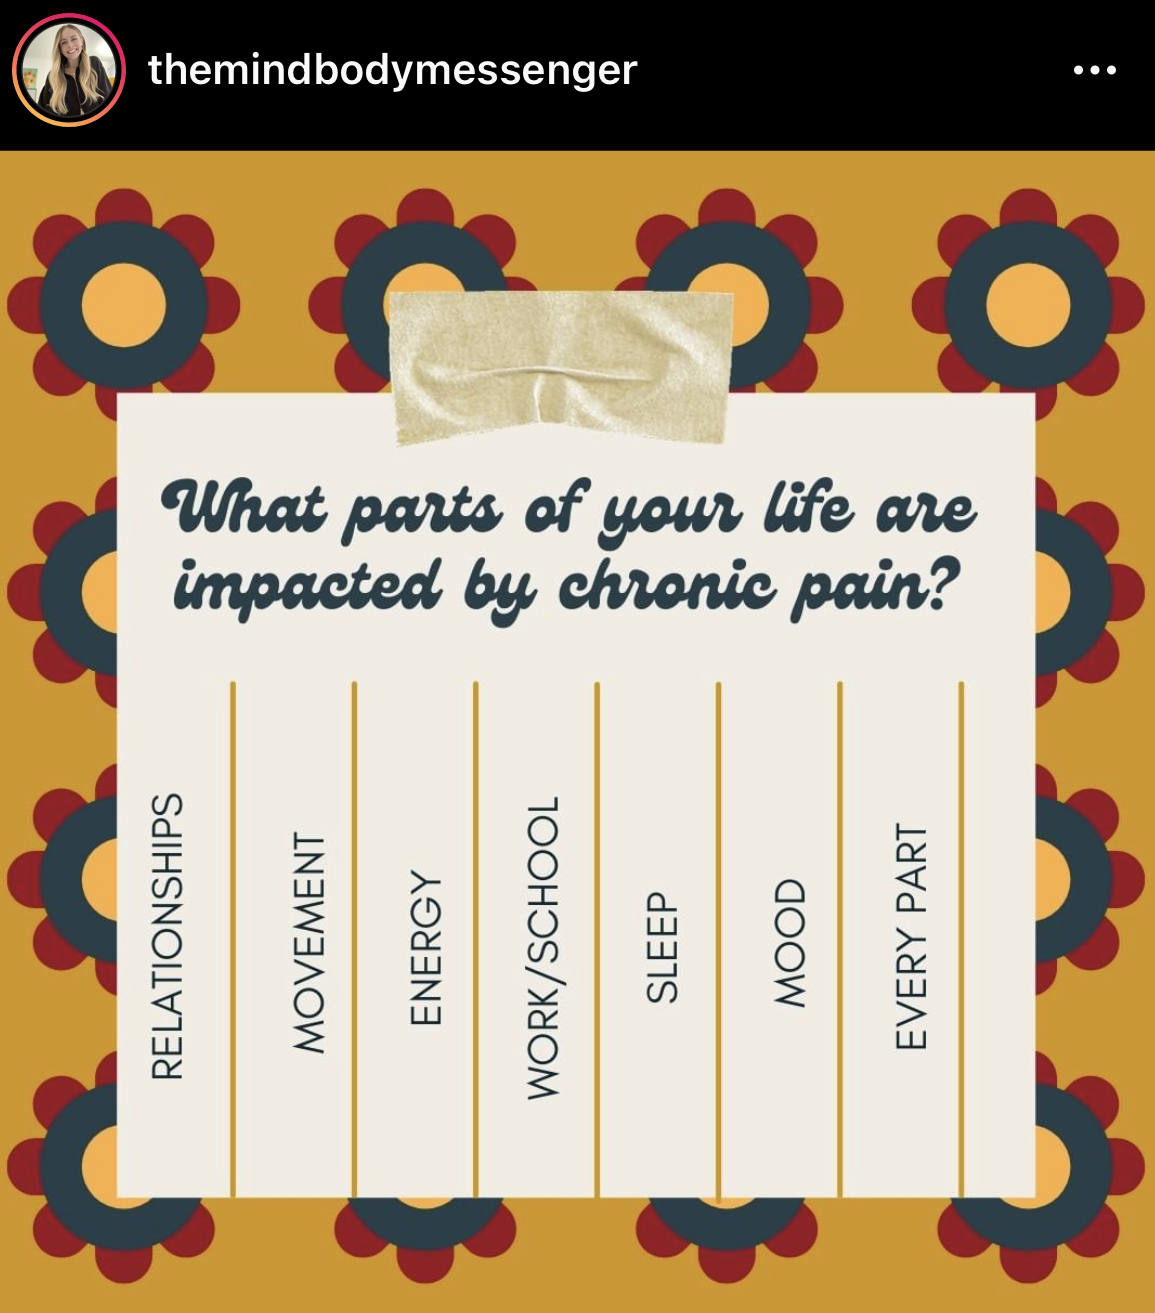 themindbodymessenger
What parts of your life are
impacted by chronic pain?
RELATIONSHIPS
MOVEMENT
ENERGY
WORK/SCHOOL
SLEEP
MOOD
EVERY PART